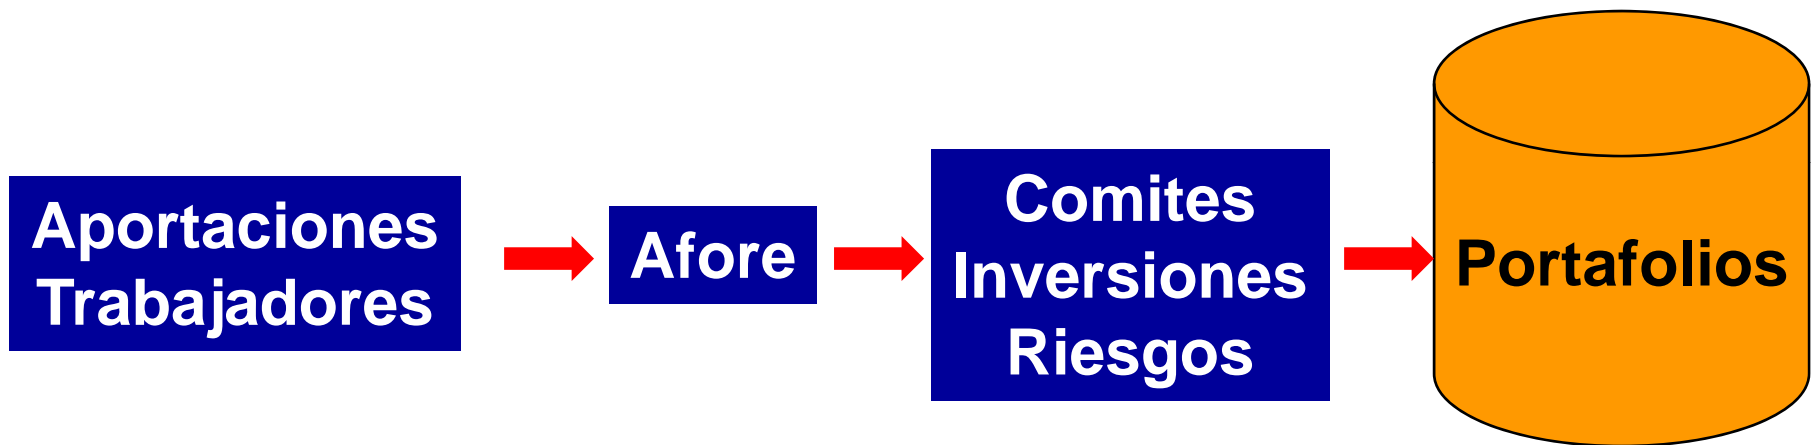 Aportaciones
Trabajadores
Afore
Comites
Inversiones
Riesgos
Portafolios